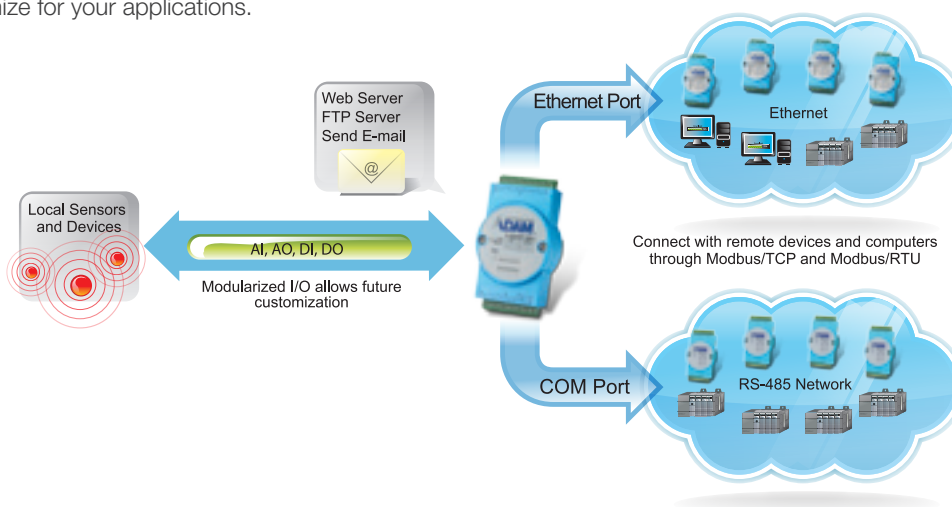 nize for your applications.
Web Server
FTP Server
Send E-mail
@
Ethernet Port
Ethernet
Local Sensors
and Devices
AI, AO, DI, DO
Modularized I/O allows future
customization
ADAM
Connect with remote devices and computers
through Modbus/TCP and Modbus/RTU
COM Port
RS-485 Network